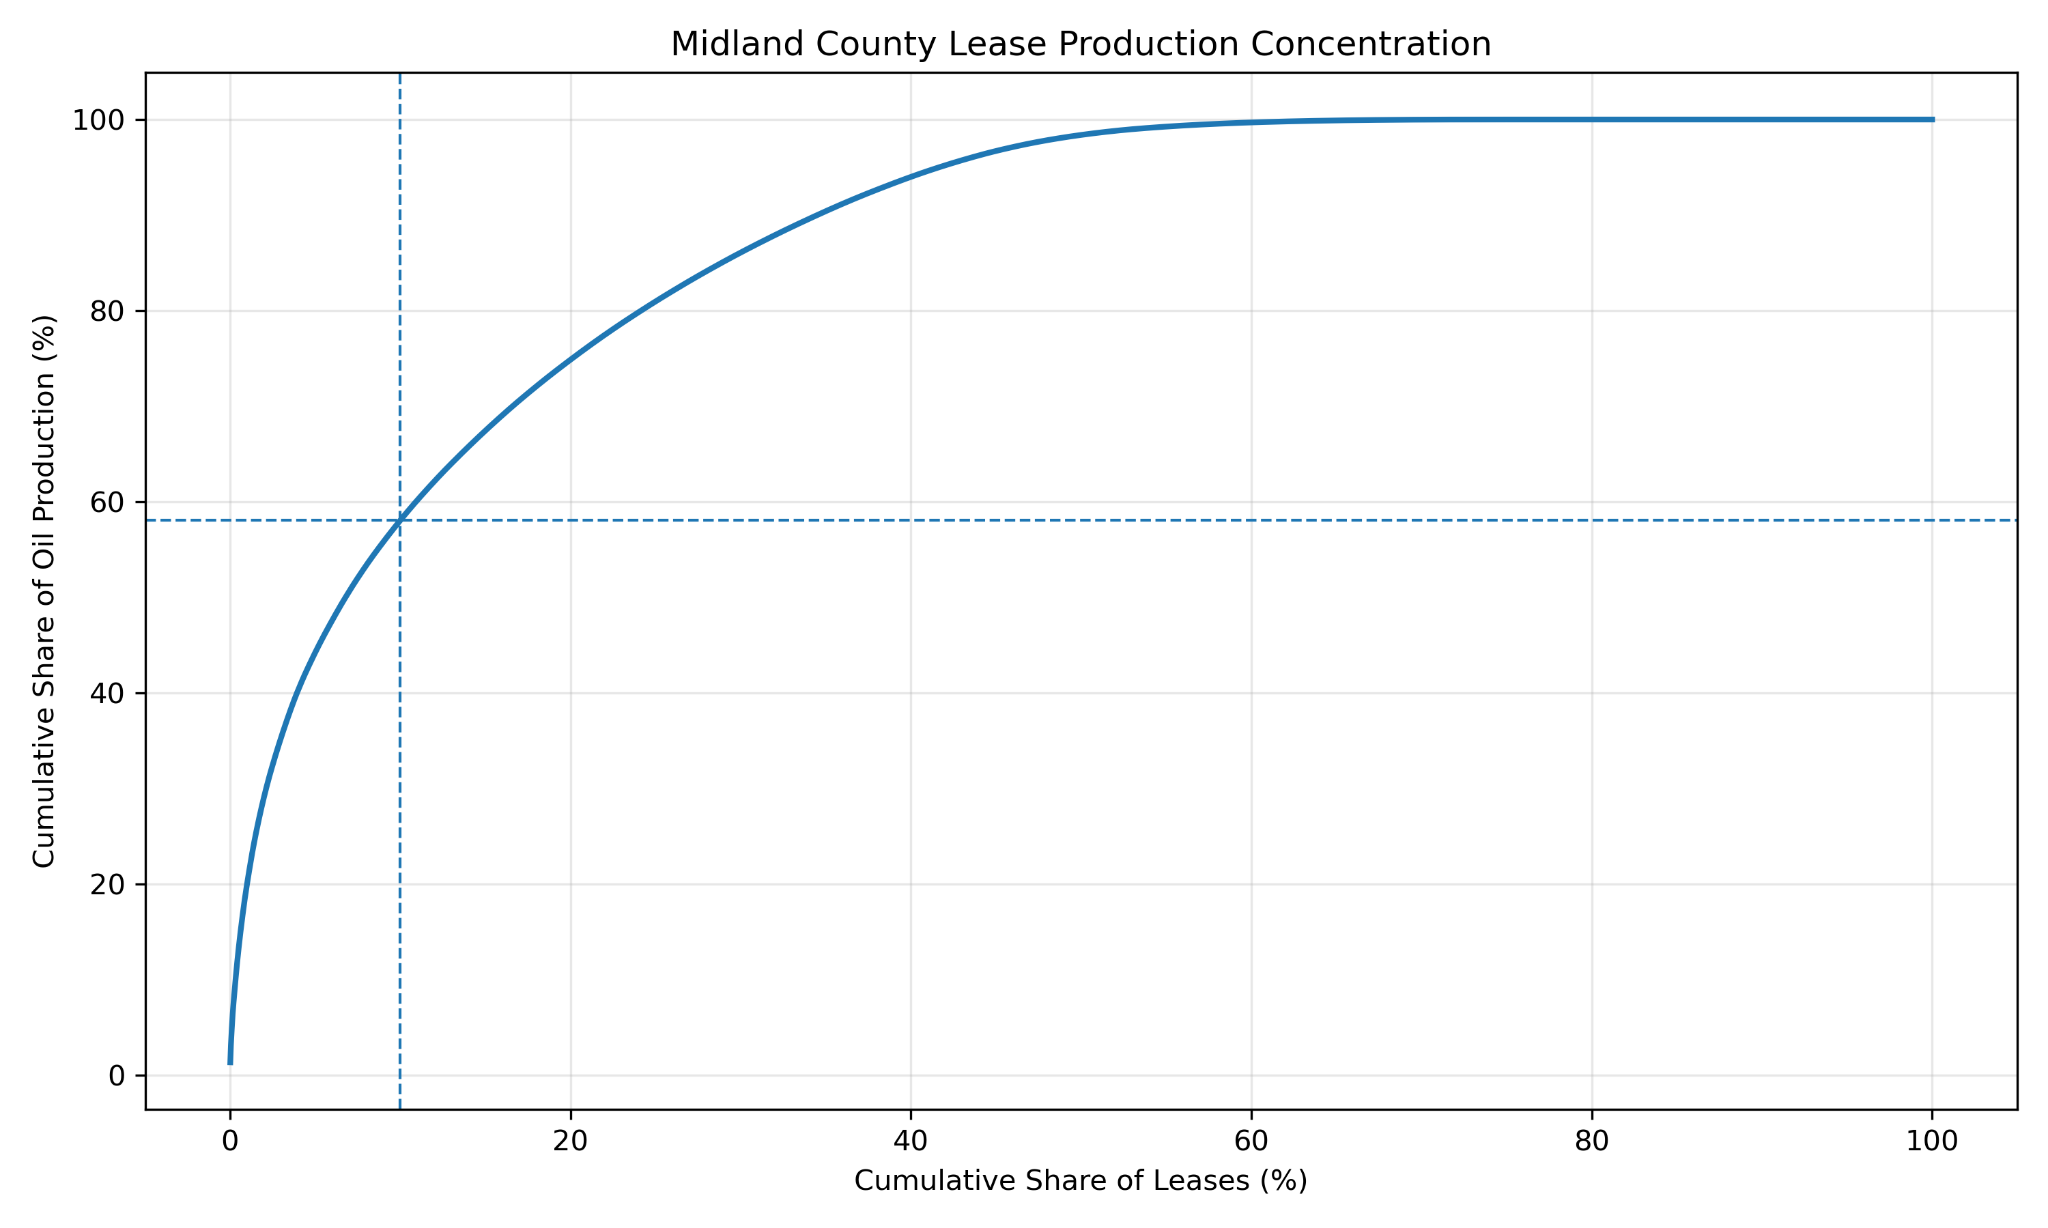 Midland County Lease Production Concentration
Cumulative Share of Oil Production (%)
100
80
60
40
20
0
0 20 40 60 80 100
Cumulative Share of Leases (%)